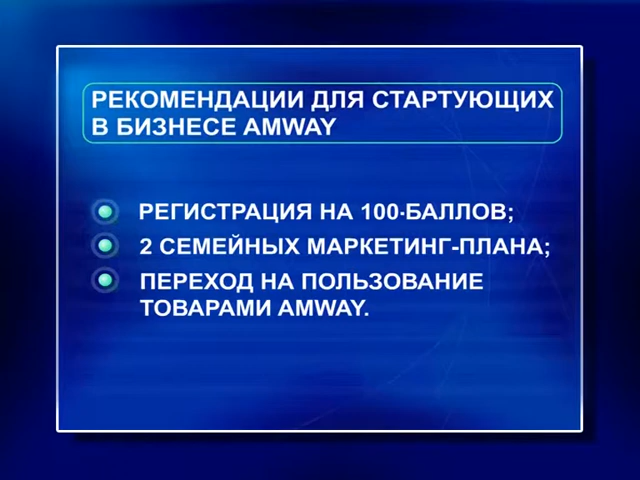 РЕКОМЕНДАЦИИ ДЛЯ СТАРТУЮЩИХ
В БИЗНЕСЕ AMWAY
РЕГИСТРАЦИЯ НА 100-БАЛЛОВ;
2 СЕМЕЙНЫХ МАРКЕТИНГ-ПЛАНА;
ПЕРЕХОД НА ПОЛЬЗОВАНИЕ
ТОВАРАМИ AMWAY.